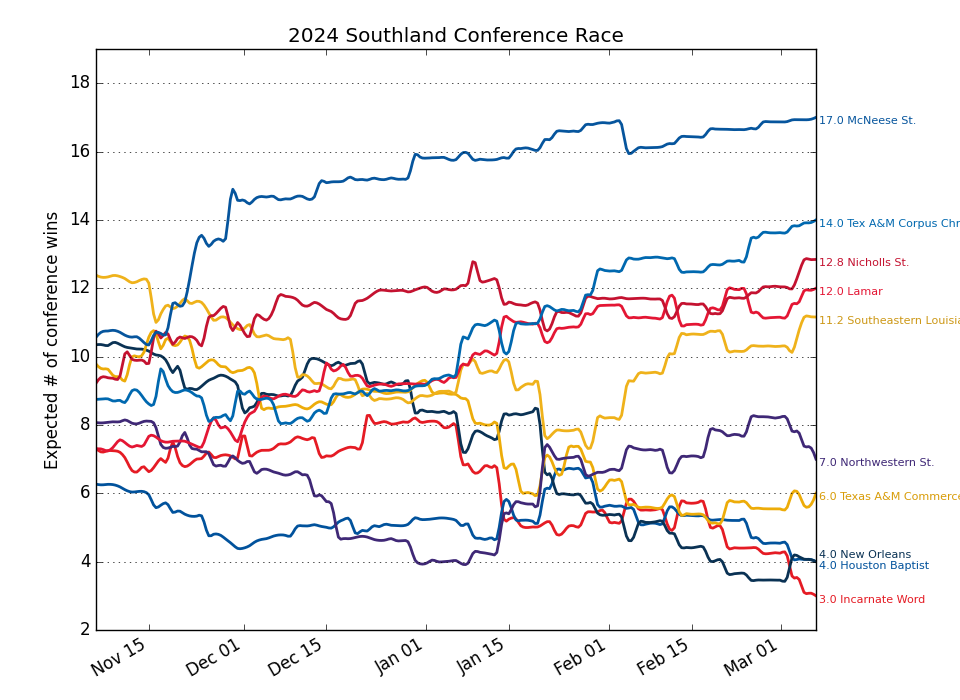 2024 Southland Conference Race
Expected # of conference wins
18
16
14
12
10
8
6
4
2
Nov 15
Dec 01
Dec 15
Jan 01
Jan 15
Feb 01
Feb 15
Mar 01
17.0 McNeese St.
14.0 Tex A&M Corpus Chr
12.8 Nicholls St.
12.0 Lamar
11.2 Southeastern Louisia
7.0 Northwestern St.
6.0 Texas A&M Commerce
4.0 New Orleans
4.0 Houston Baptist
3.0 Incarnate Word